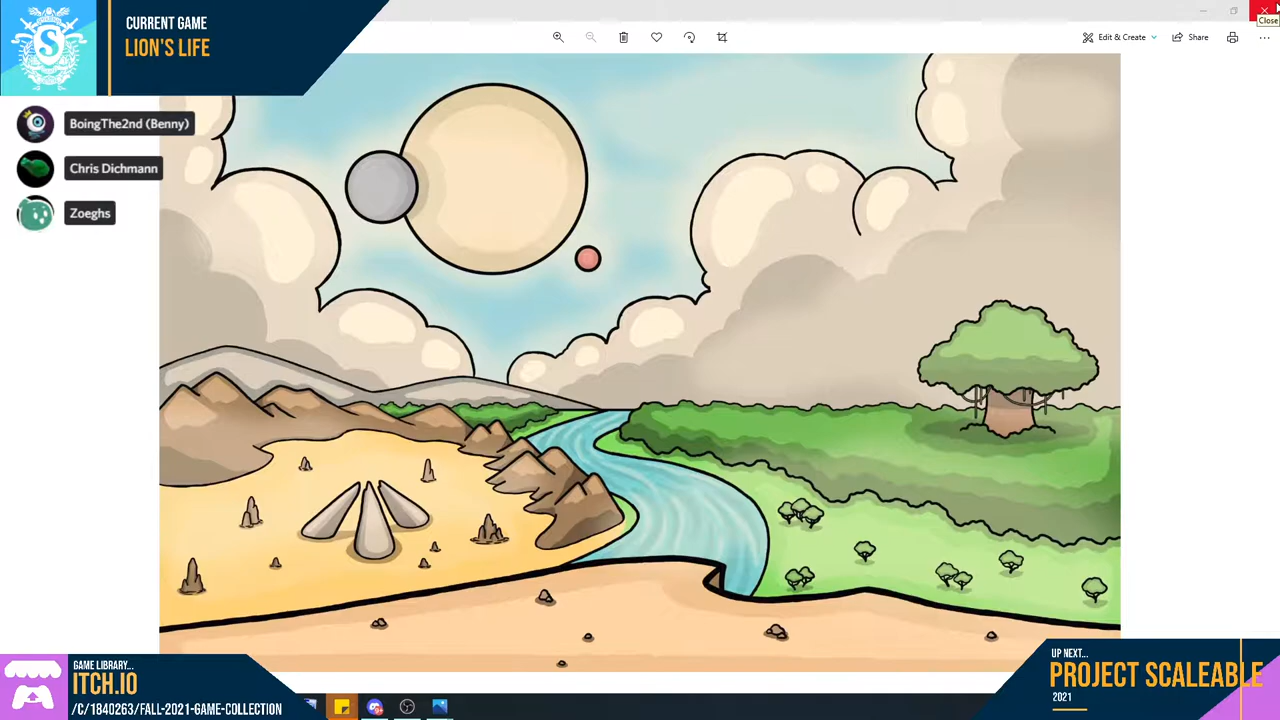 CURRENT GAME
LION'S LIFE
Close
Edit & Create
Share
BoingThe2nd (Benny)
Chris Dichmann
Zoeghs
S
GAME LIBRARY...
ITCH.IO
/C/1840263/FALL-2021-GAME-COLLECTION
UP NEXT...
PROJECT SCALEABLE
2021